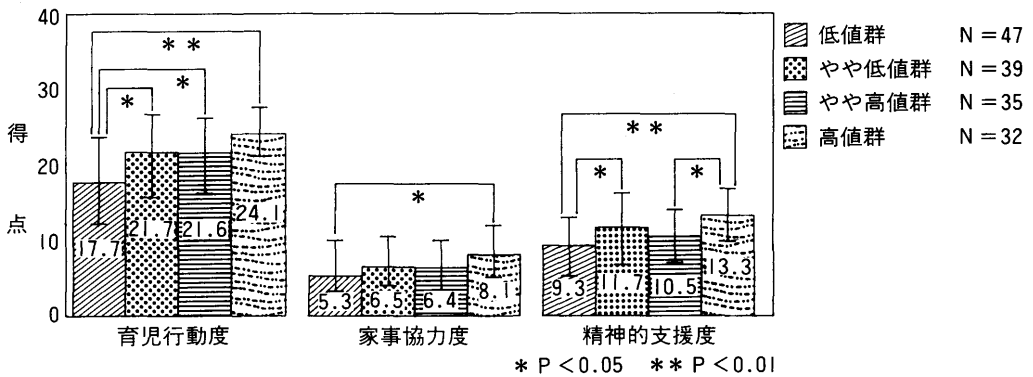 40
30
20
10
0
得
点
** 
* 
* 
17.7 21.7 21.6 24.1
*
5.3 6.5 6.4 8.1
**
* *
9.3 11.7 10.5 13.3
育児行動度 家事協力度 精神的支援度
* P<0.05 ** P<0.01
低値群 N=47
やや低値群 N=39
やや高値群 N=35
高値群 N=32